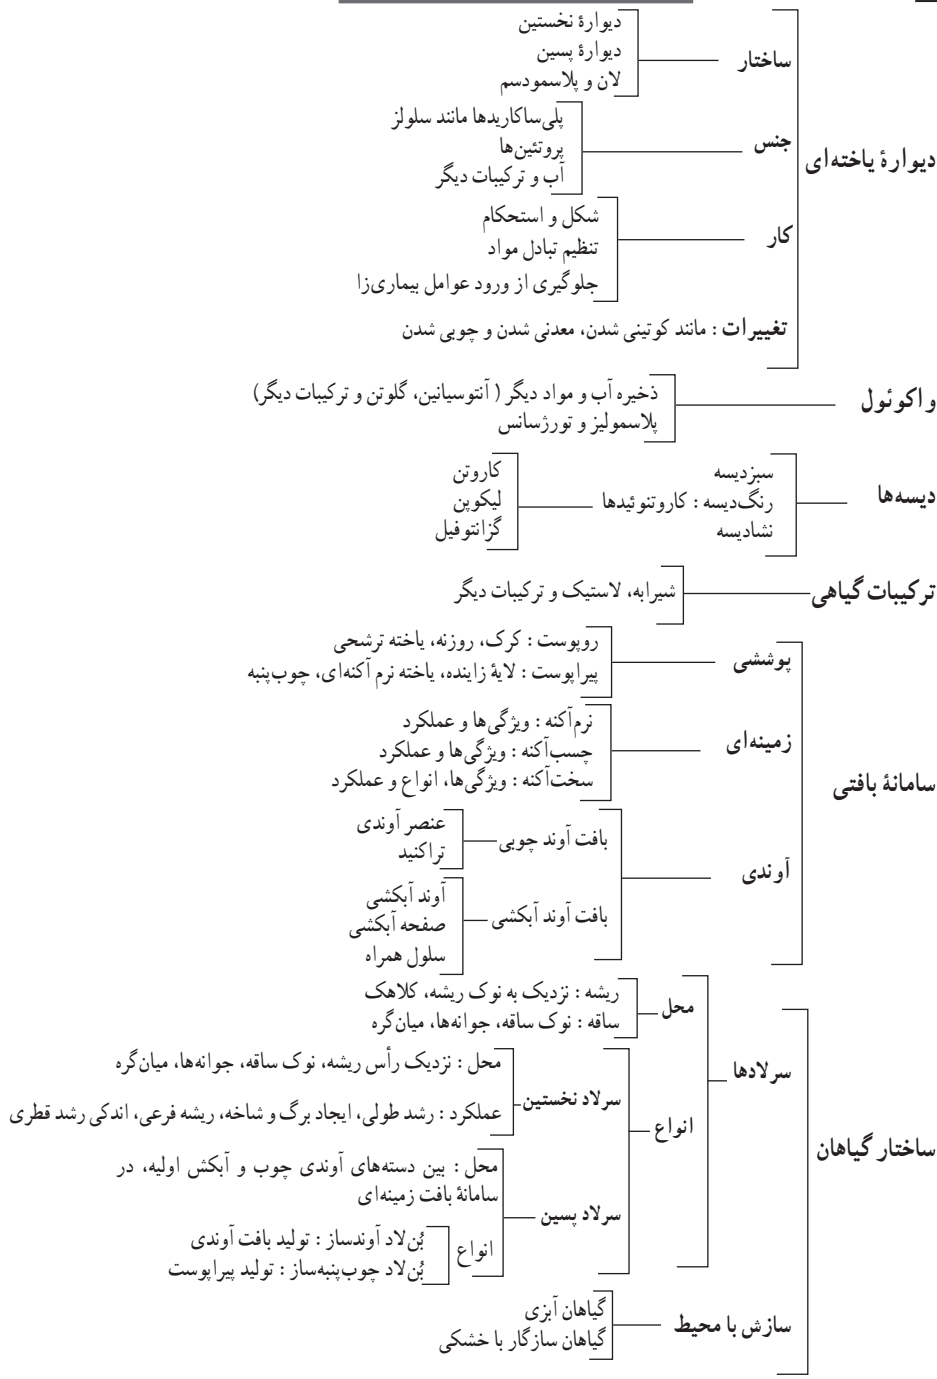 دیوارهٔ یاخته‌ای
ساختار
دیوارهٔ نخستین
دیوارهٔ پسین
لان و پلاسمودسم
جنس
پلی‌ساکاریدها مانند سلولز
پروتئین‌ها
آب و ترکیبات دیگر
کار
شکل و استحکام
تنظیم تبادل مواد
جلوگیری از ورود عوامل بیماری‌زا
تغییرات : مانند کوتینی شدن، معدنی شدن و چوبی شدن
واکوئول
ذخیره آب و مواد دیگر ( آنتوسیانین، گلوتن و ترکیبات دیگر)
پلاسمولیز و تورژسانس
دیسه‌ها
سبزدیسه
رنگ‌دیسه : کاروتنوئیدها
نشادیسه
کاروتن
لیکوپن
گزانتوفیل
ترکیبات گیاهی
شیرابه، لاستیک و ترکیبات دیگر
سامانهٔ بافتی
پوششی
روپوست : کرک، روزنه، یاخته ترشحی
پیراپوست : لایهٔ زاینده، یاخته نرم آکنه‌ای، چوب‌پنبه
زمینه‌ای
نرم‌آکنه : ویژگی‌ها و عملکرد
چسب‌آکنه : ویژگی‌ها و عملکرد
سخت‌آکنه : ویژگی‌ها، انواع و عملکرد
آوندی
بافت آوند چوبی
عنصر آوندی
تراکئید
بافت آوند آبکشی
آوند آبکشی
صفحه آبکشی
سلول همراه
ساختار گیاهان
سرلادها
محل
ریشه : نزدیک به نوک ریشه، کلاهک
ساقه : نوک ساقه، جوانه‌ها، میان‌گره
انواع
سرلاد نخستین
محل : نزدیک رأس ریشه، نوک ساقه، جوانه‌ها، میان‌گره
عملکرد : رشد طولی، ایجاد برگ و شاخه، ریشه فرعی، اندکی رشد قطری
سرلاد پسین
محل : بین دسته‌های آوندی چوب و آبکش اولیه، در
سامانهٔ بافت زمینه‌ای
انواع
بُن‌لاد آوندساز : تولید بافت آوندی
بُن‌لاد چوب‌پنبه‌ساز : تولید پیراپوست
سازش با محیط
گیاهان آبزی
گیاهان سازگار با خشکی